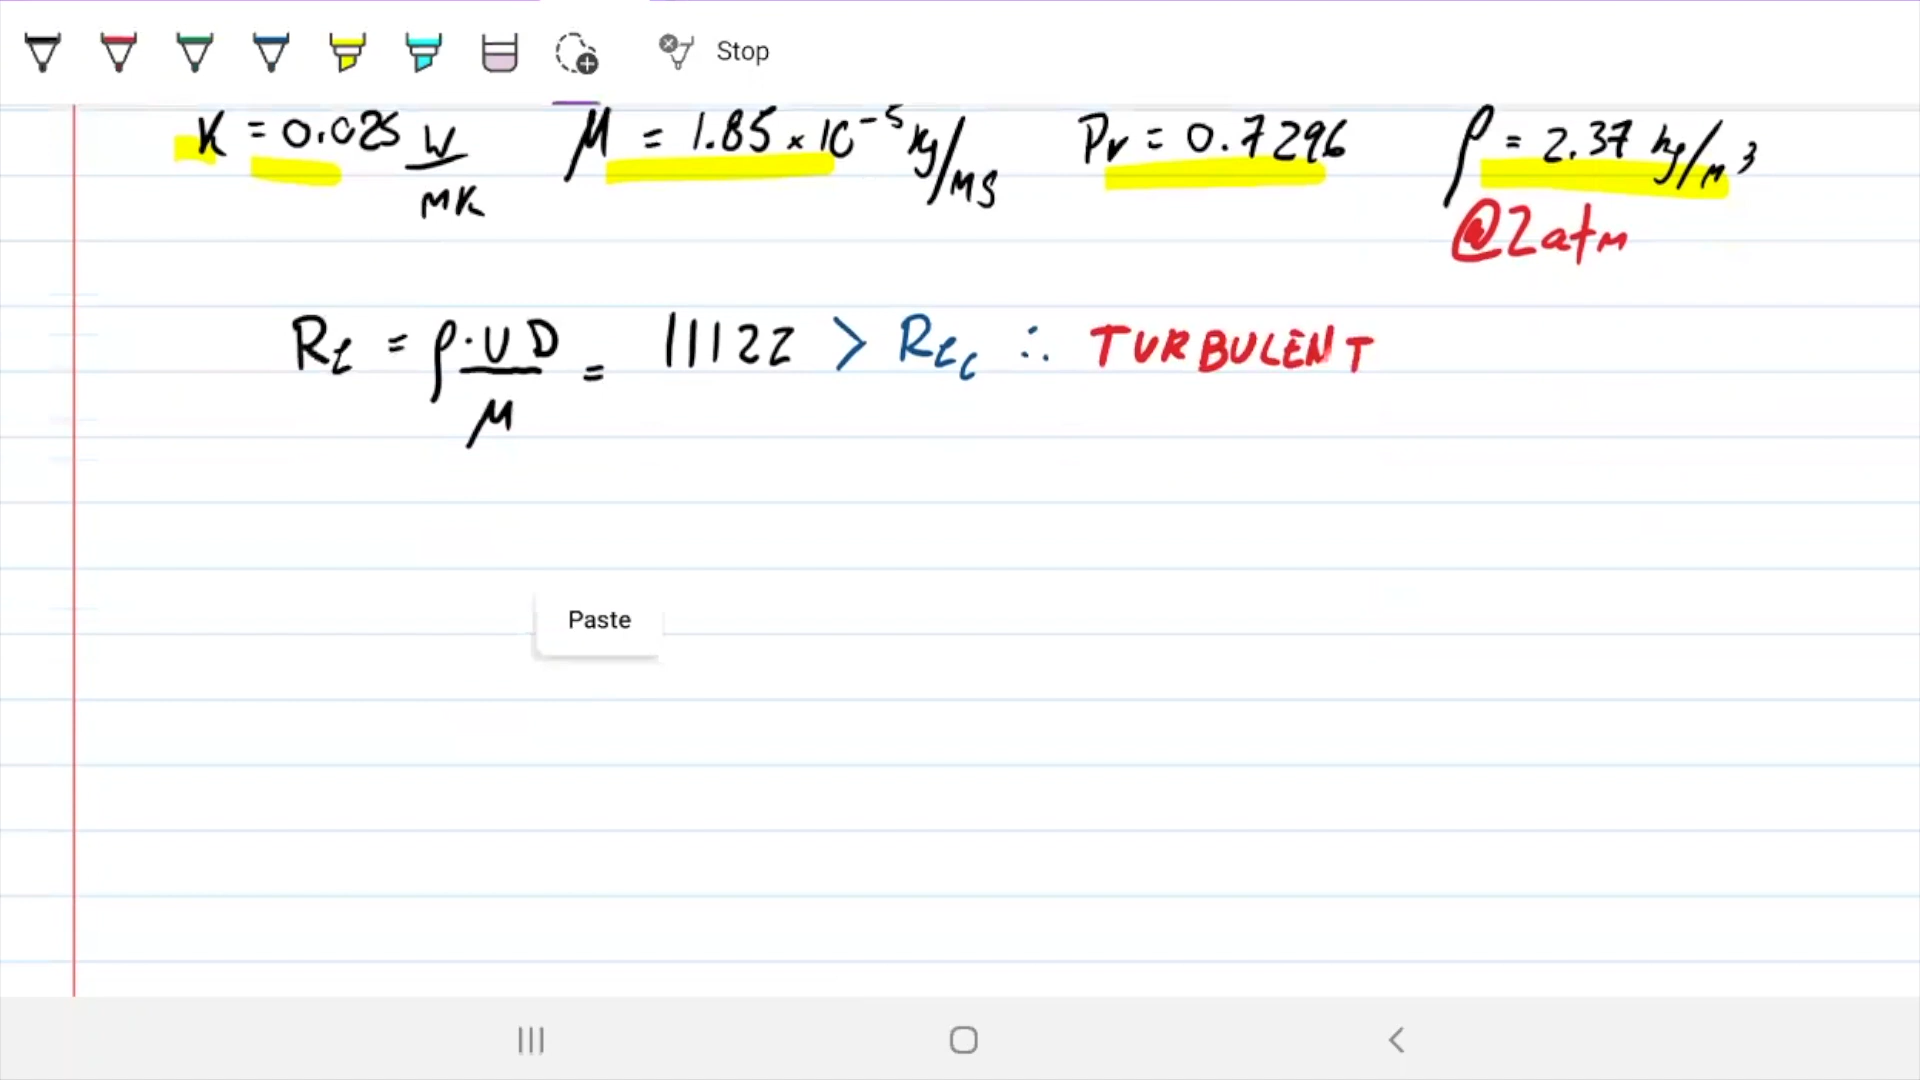 Stop
K = 0.025 W/MK  μ = 1.85 × 10⁻⁵ kg/MS  Pr = 0.7296  ρ = 2.37 kg/M³
@2atm
Re = ρ·UD/μ = 11122 > Rec ∴ TURBULENT
Paste